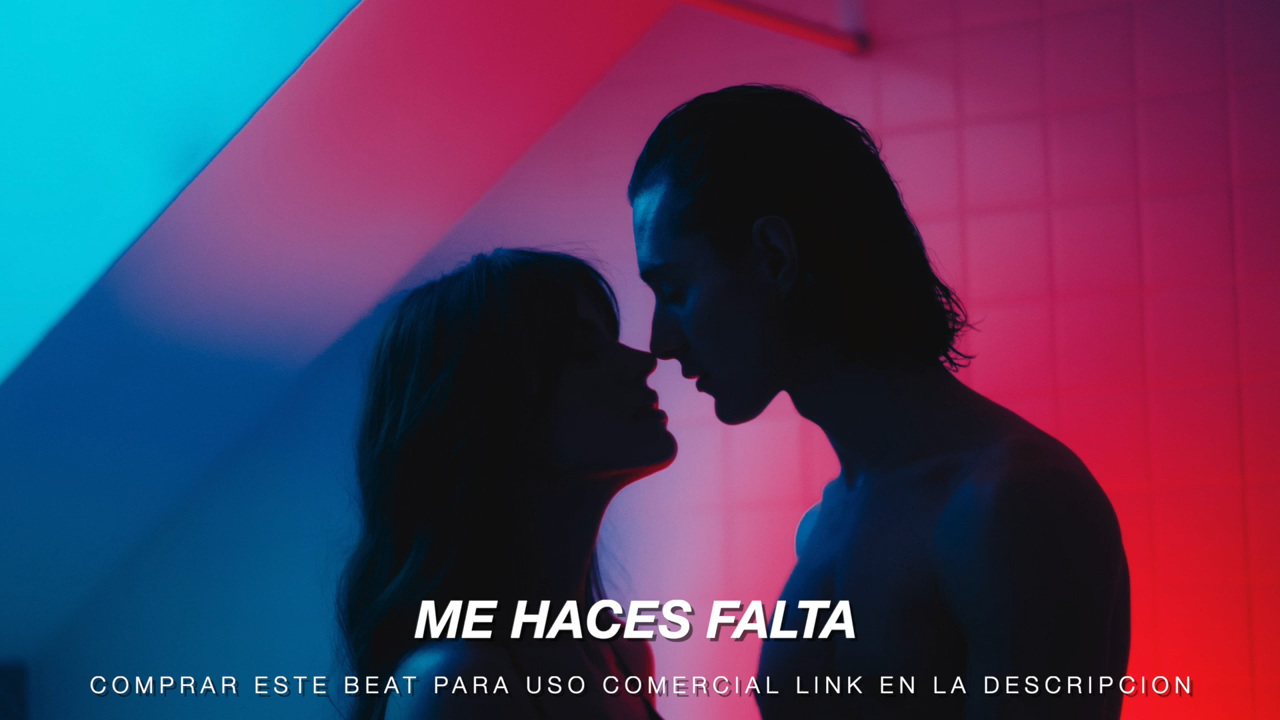 ME HACES FALTA
COMPRAR ESTE BEAT PARA USO COMERCIAL LINK EN LA DESCRIPCION